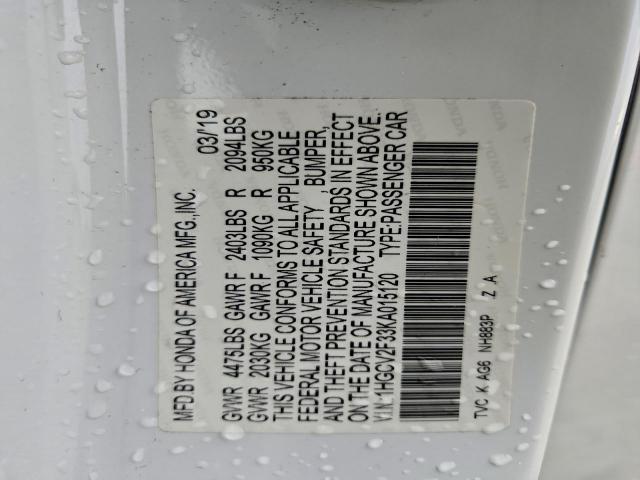 MFD.BY HONDA OF AMERICA MFG.,INC. 03/'19
GVWR 4475LBS GAWR F 2403LBS R 2094LBS
GVWR 2030KG GAWR F 1090KG R 950KG
THIS VEHICLE CONFORMS TO ALL APPLICABLE
FEDERAL MOTOR VEHICLE SAFETY , BUMPER,
AND THEFT PREVENTION STANDARDS IN EFFECT
ON THE DATE OF MANUFACTURE SHOWN ABOVE.
V.I.N.:1HGCV2F33KA015120 TYPE:PASSENGER CAR
TVC K AG6 NH883P Z A